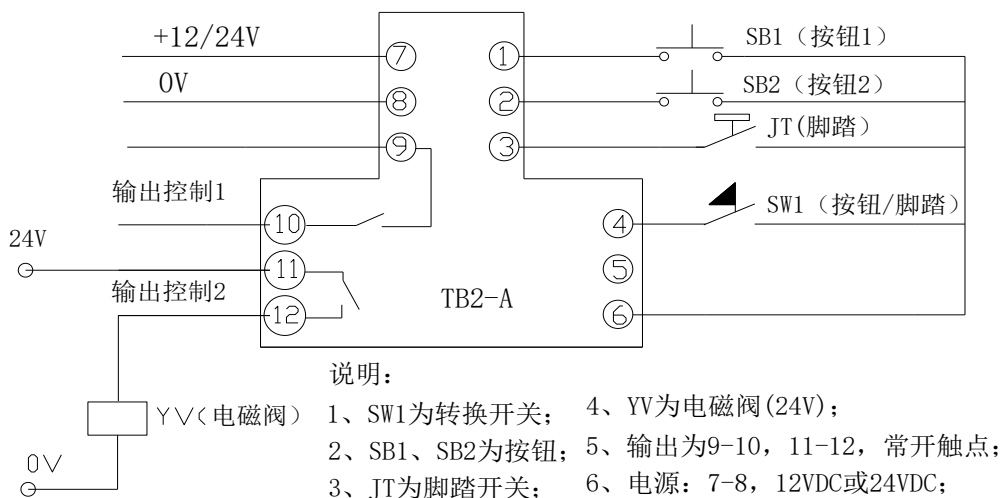 +12/24V
0V
7
8
9
1
2
3
SB1（按钮1）
SB2（按钮2）
JT(脚踏）
SW1（按钮/脚踏）
输出控制1
24V
输出控制2
10
11
12
4
5
6
TB2-A
YV(电磁阀）
0V
说明：
1、SW1为转换开关；
2、SB1、SB2为按钮；
3、JT为脚踏开关；
4、YV为电磁阀(24V)；
5、输出为9-10，11-12，常开触点；
6、电源：7-8，12VDC或24VDC；